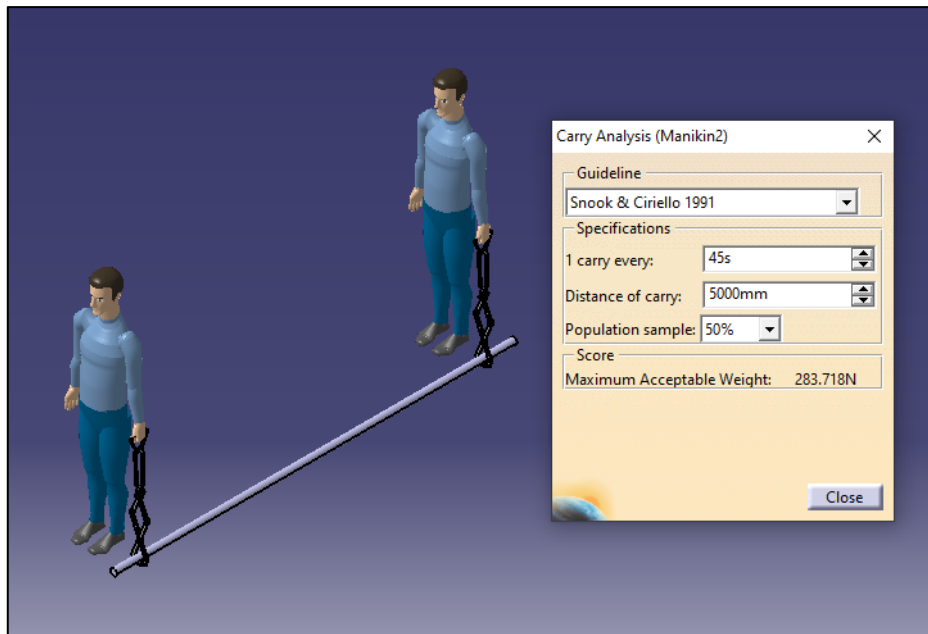 Carry Analysis (Manikin2)
Guideline
Snook & Ciriello 1991
Specifications
1 carry every: 45s
Distance of carry: 5000mm
Population sample: 50%
Score
Maximum Acceptable Weight: 283.718N
Close